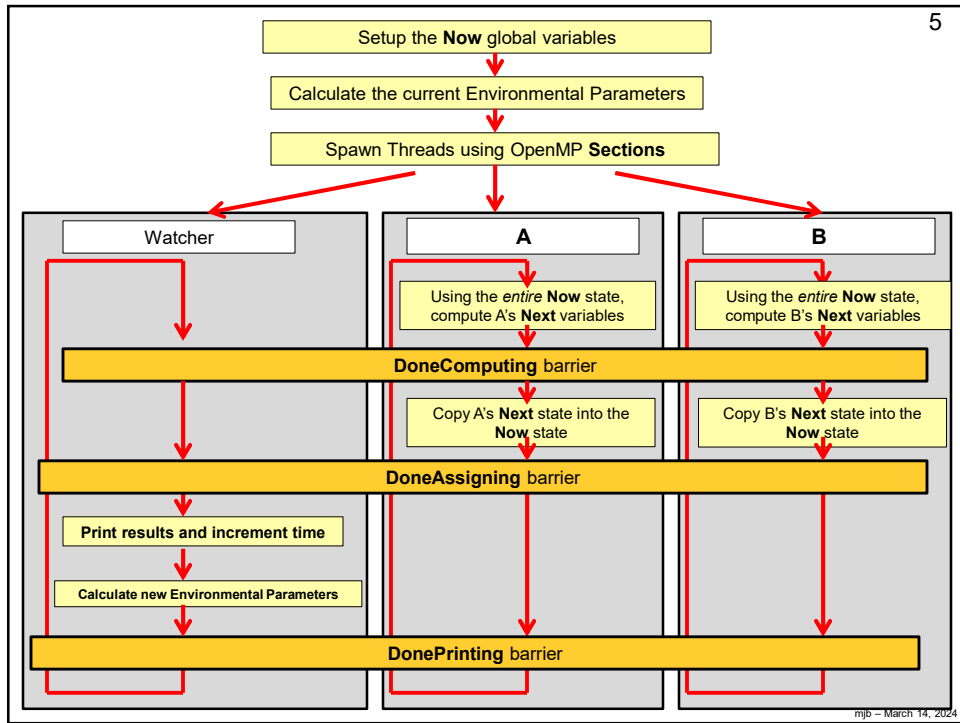 5
Setup the Now global variables
Calculate the current Environmental Parameters
Spawn Threads using OpenMP Sections
Watcher
A
B
Using the entire Now state,
compute A's Next variables
Using the entire Now state,
compute B's Next variables
DoneComputing barrier
Copy A's Next state into the
Now state
Copy B's Next state into the
Now state
DoneAssigning barrier
Print results and increment time
Calculate new Environmental Parameters
DonePrinting barrier
mjb – March 14, 2024